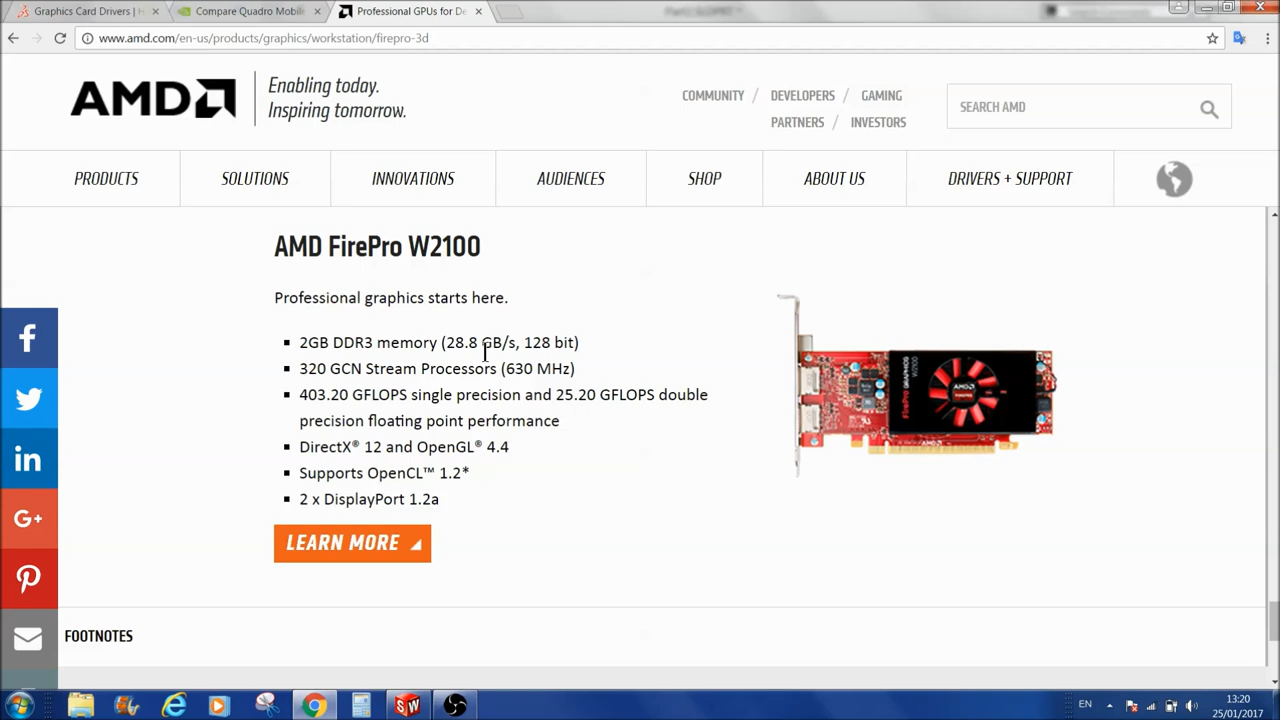 Graphics Card Drivers | H
Compare Quadro Mobile
Professional GPUs for De
www.amd.com/en-us/products/graphics/workstation/firepro-3d
AMD
Enabling today.
Inspiring tomorrow.
COMMUNITY / DEVELOPERS / GAMING
PARTNERS / INVESTORS
SEARCH AMD
PRODUCTS
SOLUTIONS
INNOVATIONS
AUDIENCES
SHOP
ABOUT US
DRIVERS + SUPPORT
AMD FirePro W2100
Professional graphics starts here.
2GB DDR3 memory (28.8 GB/s, 128 bit)
320 GCN Stream Processors (630 MHz)
403.20 GFLOPS single precision and 25.20 GFLOPS double
precision floating point performance
DirectX® 12 and OpenGL® 4.4
Supports OpenCL™ 1.2*
2 x DisplayPort 1.2a
LEARN MORE
FOOTNOTES
EN
13:20
25/01/2017